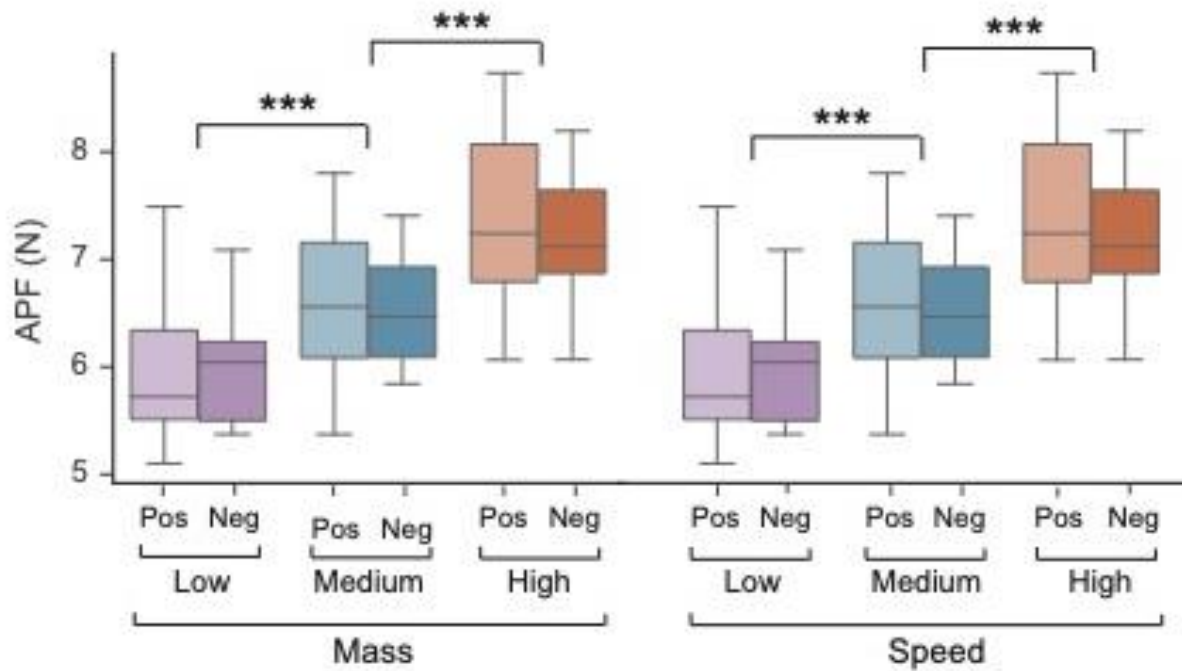 ***
***
***
***
APF (N)
8
7
6
5
Pos Neg Pos Neg Pos Neg Pos Neg Pos Neg Pos Neg
Low Medium High Low Medium High
Mass Speed